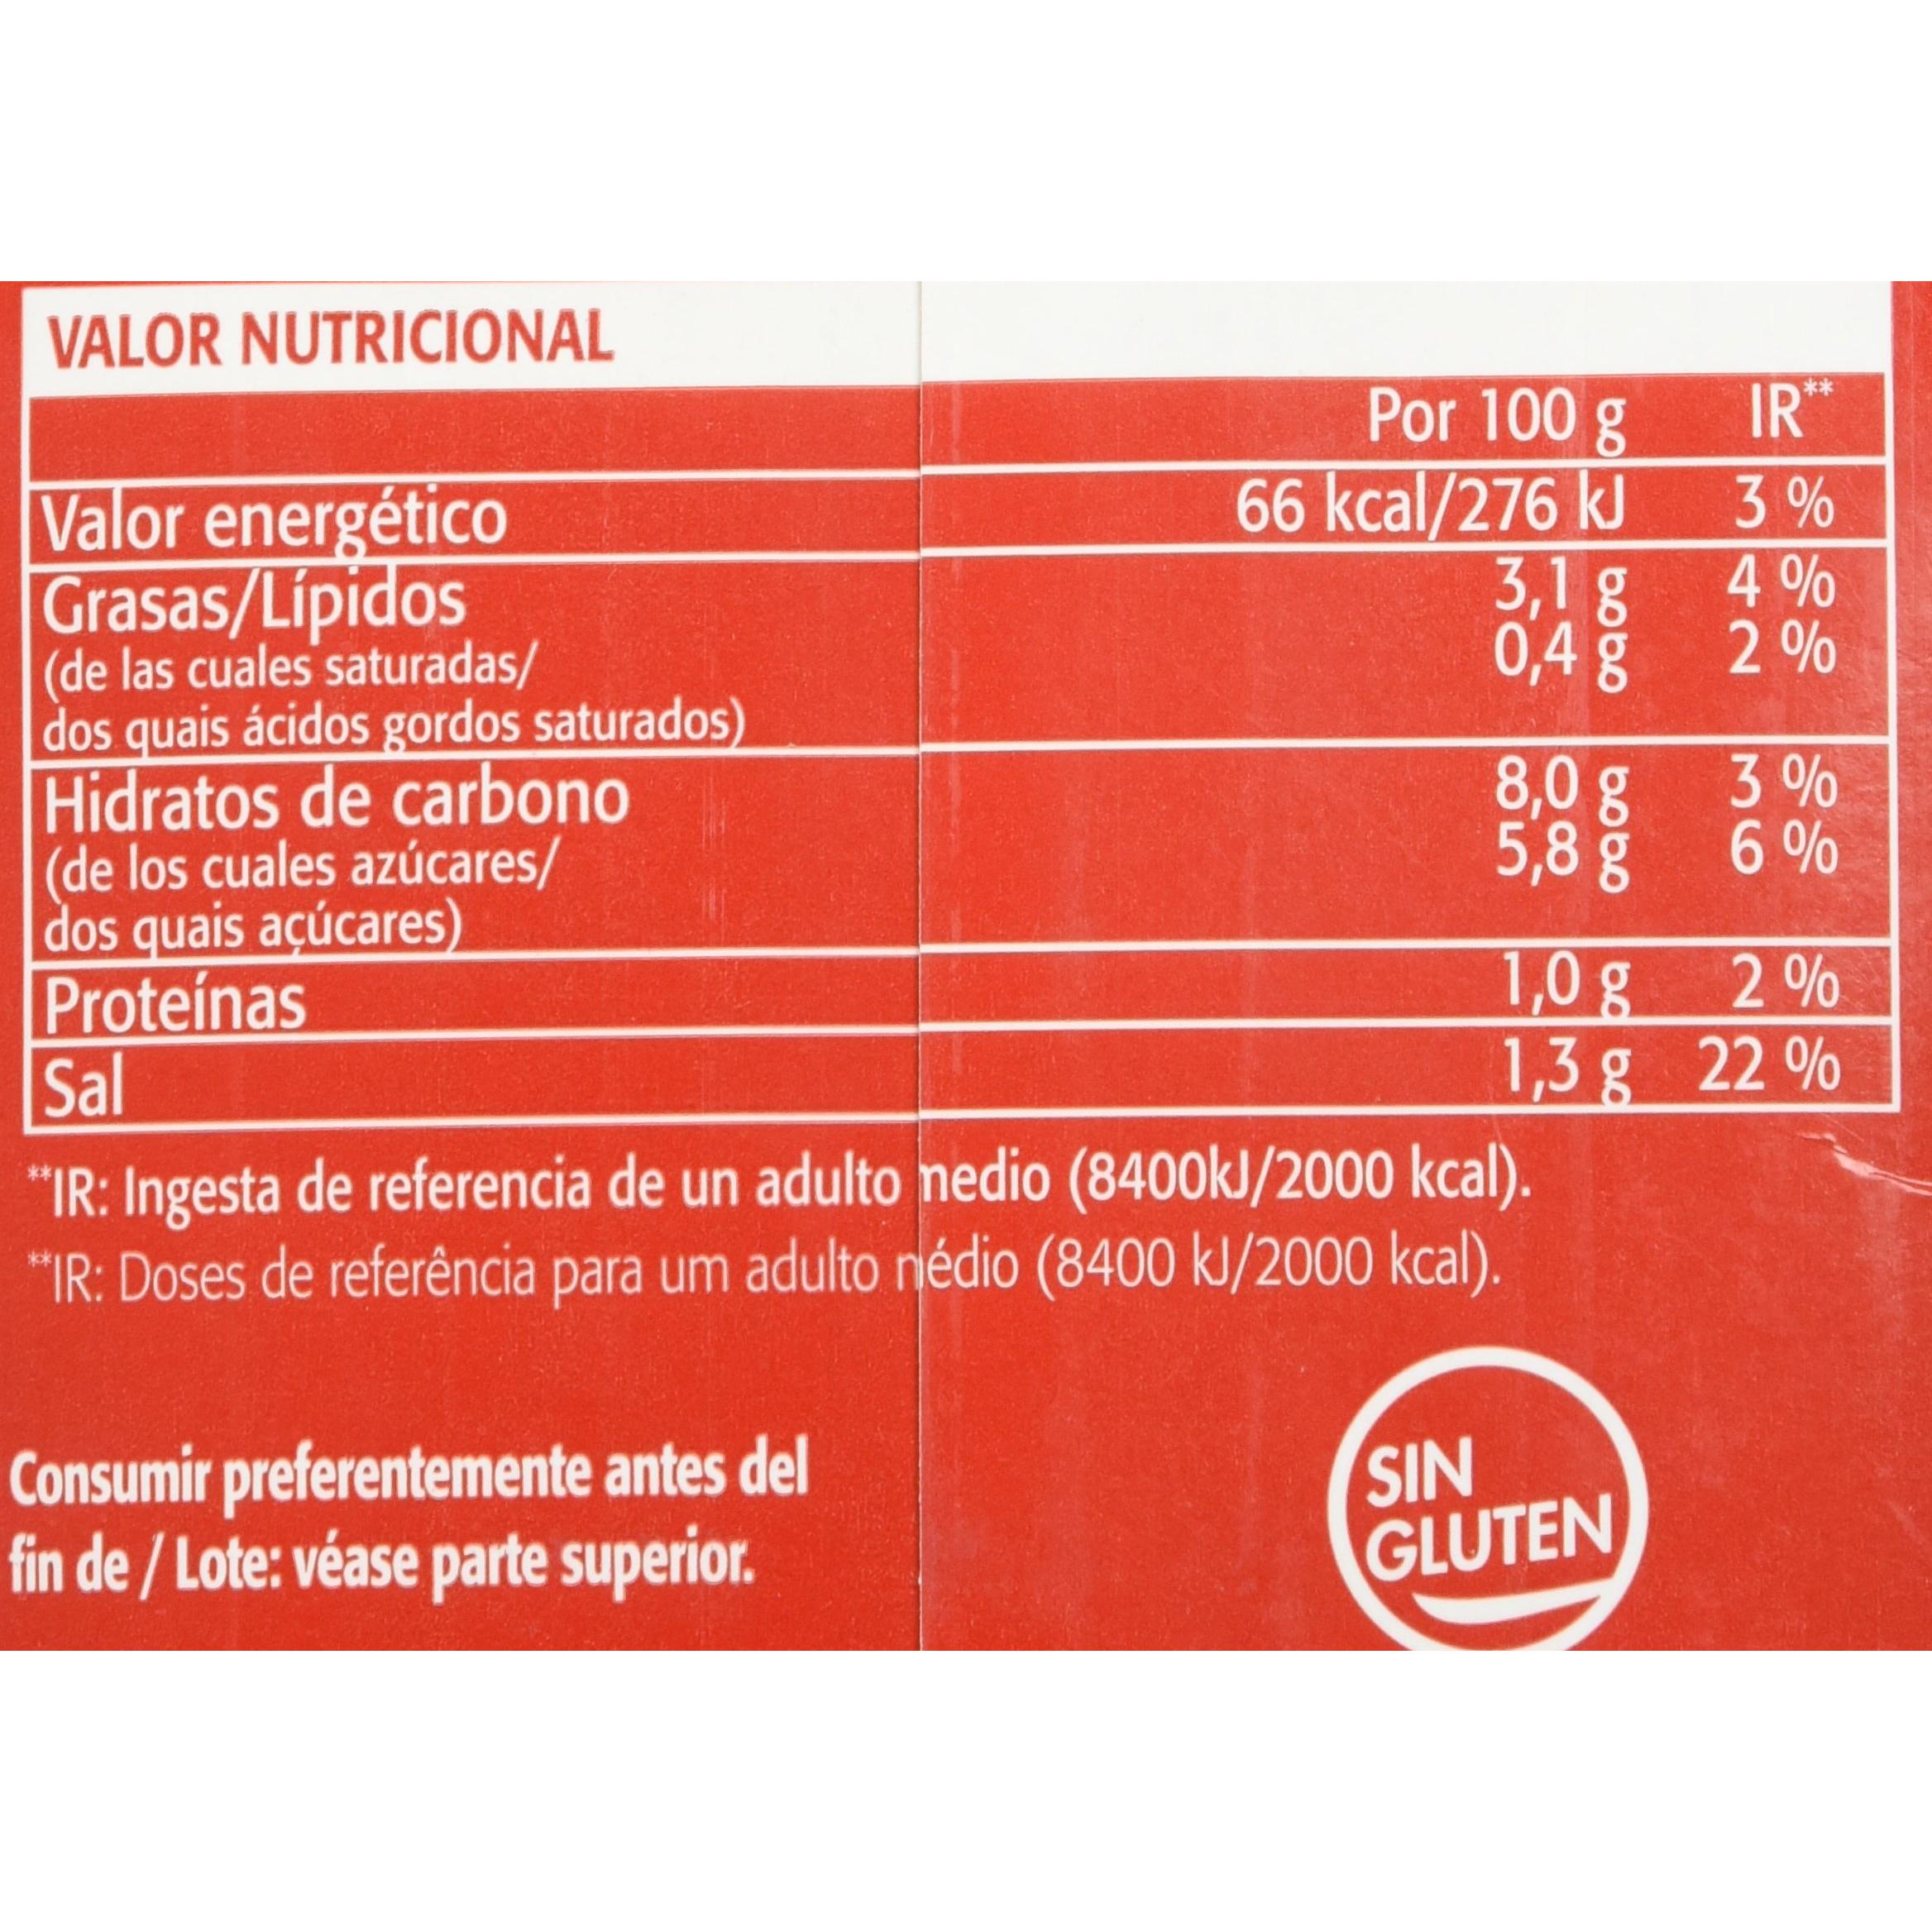 VALOR NUTRICIONAL
Por 100 g IR**
Valor energético 66 kcal/276 kJ 3 %
Grasas/Lípidos 3,1 g 4 %
(de las cuales saturadas/ 0,4 g 2 %
dos quais ácidos gordos saturados)
Hidratos de carbono 8,0 g 3 %
(de los cuales azúcares/ 5,8 g 6 %
dos quais açúcares)
Proteínas 1,0 g 2 %
Sal 1,3 g 22 %
**IR: Ingesta de referencia de un adulto medio (8400kJ/2000 kcal).
**IR: Doses de referência para um adulto médio (8400 kJ/2000 kcal).
Consumir preferentemente antes del
fin de / Lote: véase parte superior.
SIN
GLUTEN